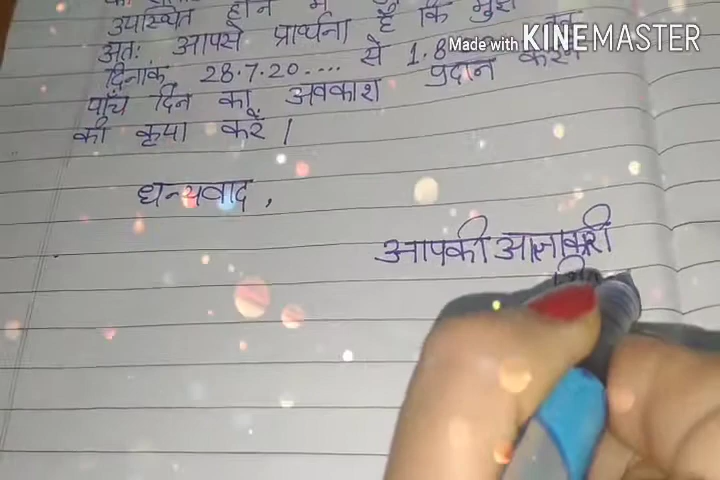 उपस्थित होने में
अतः आपसे प्रार्थना है कि मुझे
Made with KINEMASTER
दिनांक 28.7.20.... से 1.8
पाँच दिन का अवकाश प्रदान करने
की कृपा करें ।
धन्यवाद ,
आपकी आज्ञाकारी